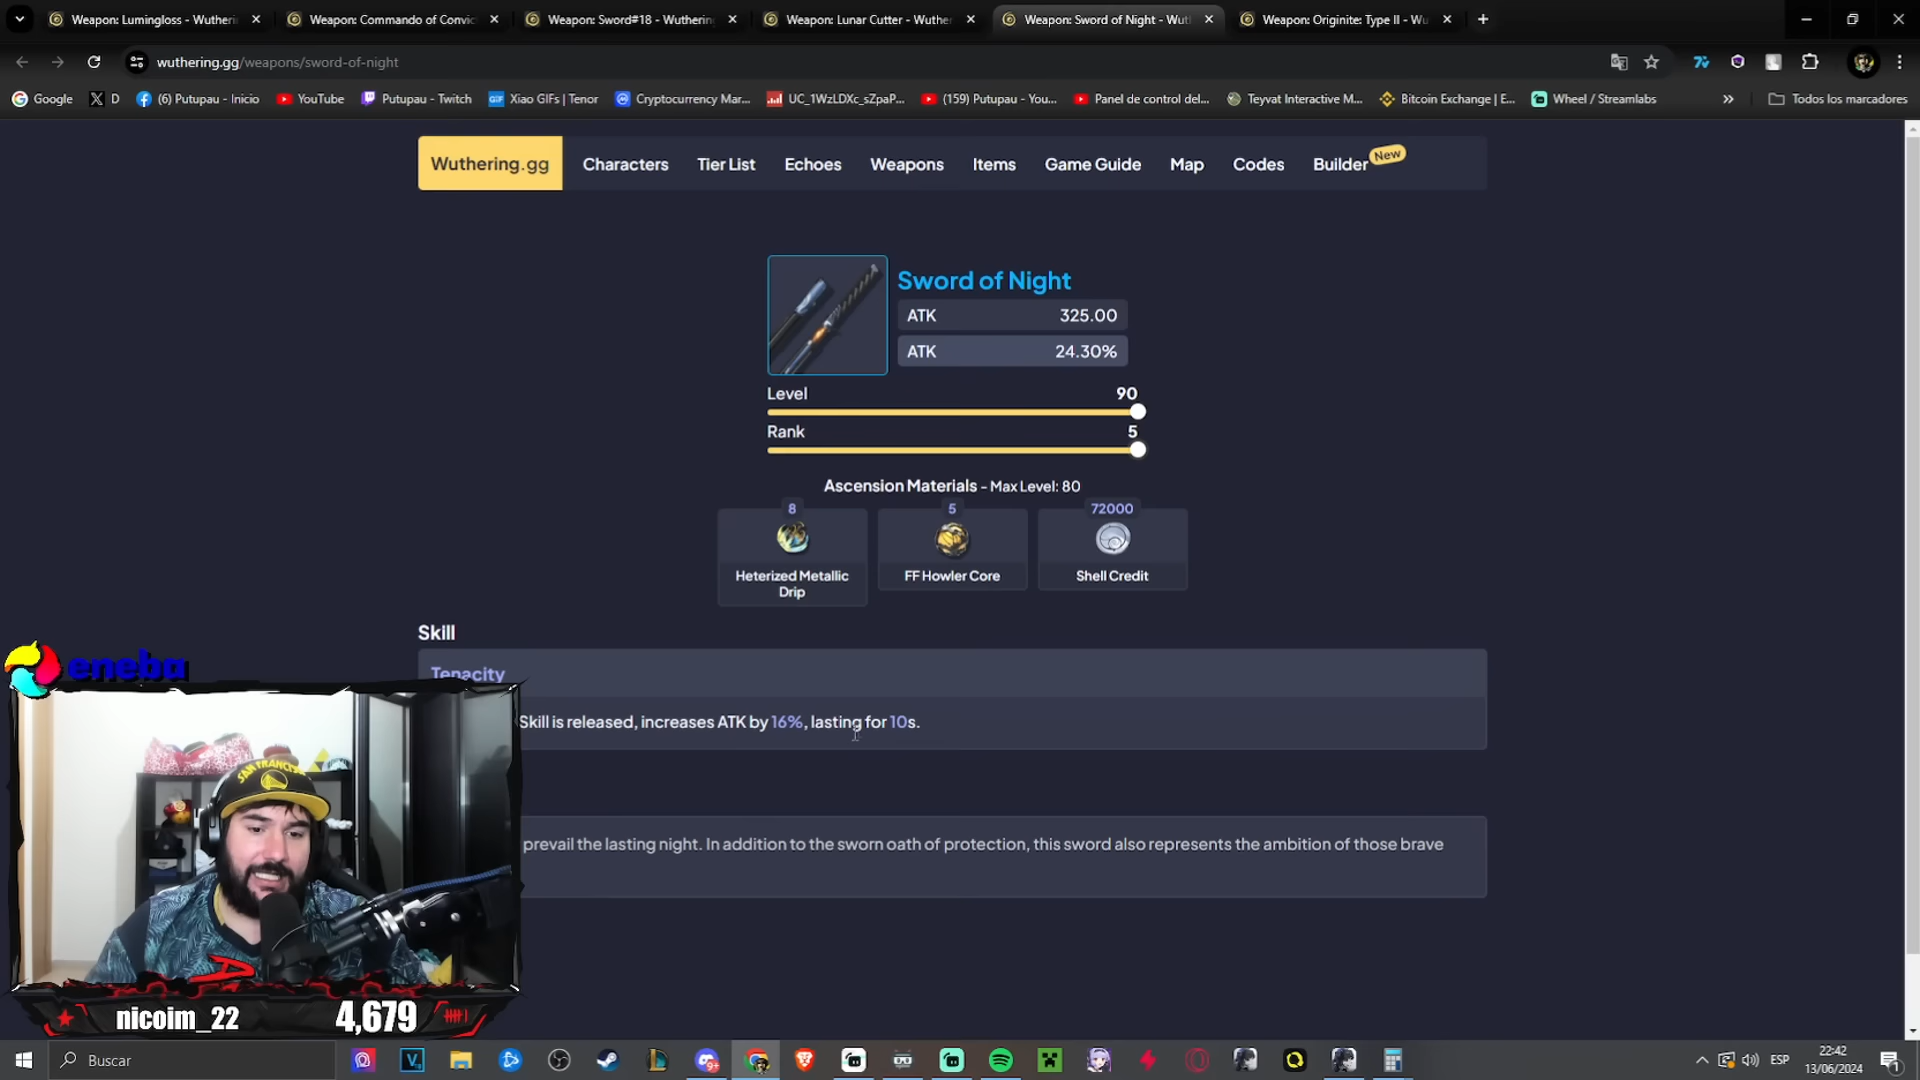 Weapon: Lumingloss - Wutheri
Weapon: Commando of Convic
Weapon: Sword#18 - Wuthering
Weapon: Lunar Cutter - Wuthe
Weapon: Sword of Night - Wut
Weapon: Originite: Type II - Wu
wuthering.gg/weapons/sword-of-night
Google
D
(6) Putupau - Inicio
YouTube
Putupau - Twitch
GIF
Xiao GIFs | Tenor
Cryptocurrency Mar...
UC_1WzLDXc_sZpaP...
(159) Putupau - You...
Panel de control del...
Teyvat Interactive M...
Bitcoin Exchange | E...
Wheel / Streamlabs
Todos los marcadores
Wuthering.gg
Characters
Tier List
Echoes
Weapons
Items
Game Guide
Map
Codes
Builder
New
Sword of Night
ATK 325.00
ATK 24.30%
Level 90
Rank 5
Ascension Materials - Max Level: 80
8
5
72000
Heterized Metallic
Drip
FF Howler Core
Shell Credit
Skill
Tenacity
Skill is released, increases ATK by 16%, lasting for 10s.
prevail the lasting night. In addition to the sworn oath of protection, this sword also represents the ambition of those brave
eneba
SAN FRANCISCO
nicoim_22
4,679
Buscar
ESP
22:42
13/06/2024
1